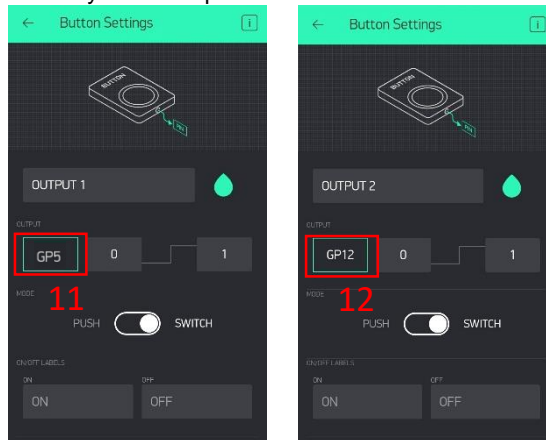 Button Settings
i
BUTTON
PIN
OUTPUT 1
OUTPUT
GP5 0 1
11
MODE
PUSH SWITCH
ON/OFF LABELS
ON OFF
ON OFF
Button Settings
i
BUTTON
PIN
OUTPUT 2
OUTPUT
GP12 0 1
12
MODE
PUSH SWITCH
ON/OFF LABELS
ON OFF
ON OFF